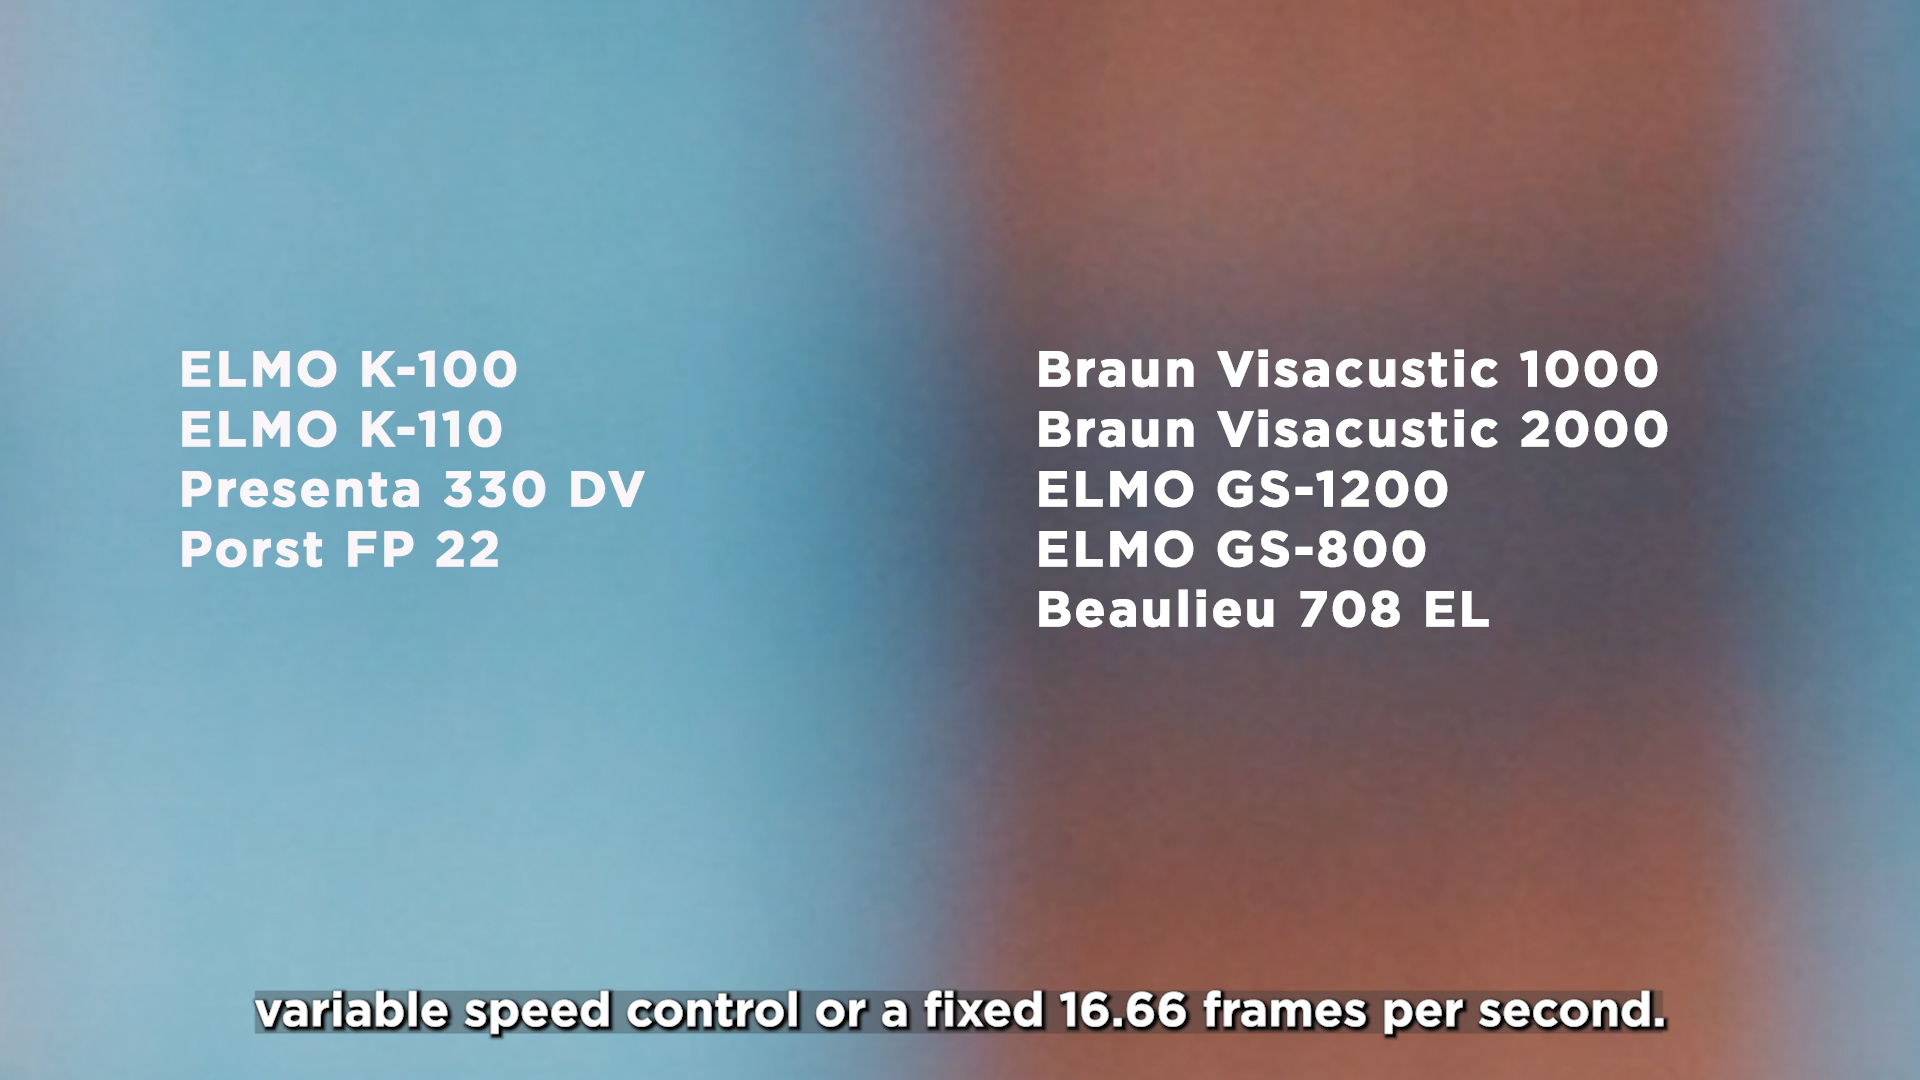 ELMO K-100
ELMO K-110
Presenta 330 DV
Porst FP 22
Braun Visacustic 1000
Braun Visacustic 2000
ELMO GS-1200
ELMO GS-800
Beaulieu 708 EL
variable speed control or a fixed 16.66 frames per second.